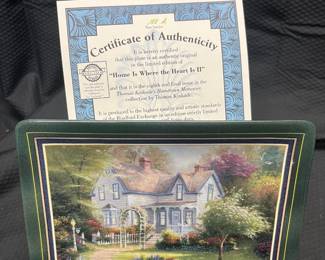 Certificate of Authenticity
It is hereby certified
that this plate is an authentic original
in the limited edition of
"Home Is Where the Heart Is II"
and that it is the eighth and final issue in the
Thomas Kinkade's Hometown Memories
collection by Thomas Kinkade.
It is produced to the highest quality and artistic standards
of the Bradford Exchange in an edition strictly limited